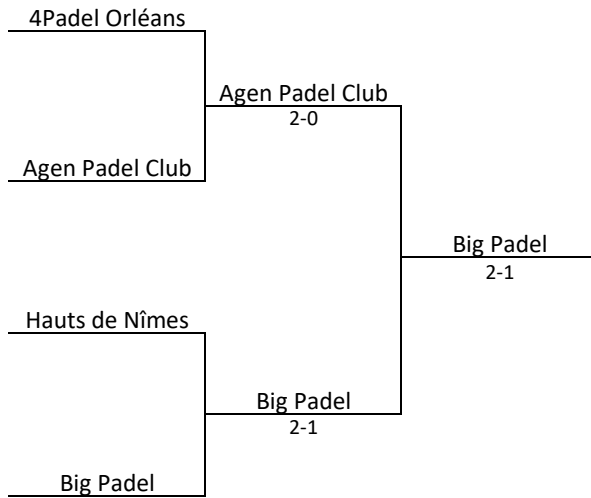 4Padel Orléans
Agen Padel Club
2-0
Agen Padel Club
Big Padel
2-1
Hauts de Nîmes
Big Padel
2-1
Big Padel